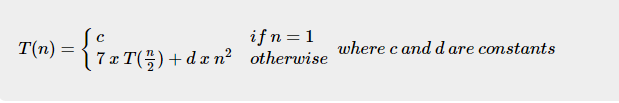 T(n) = { c if n = 1
7 x T(n/2) + d x n² otherwise where c and d are constants